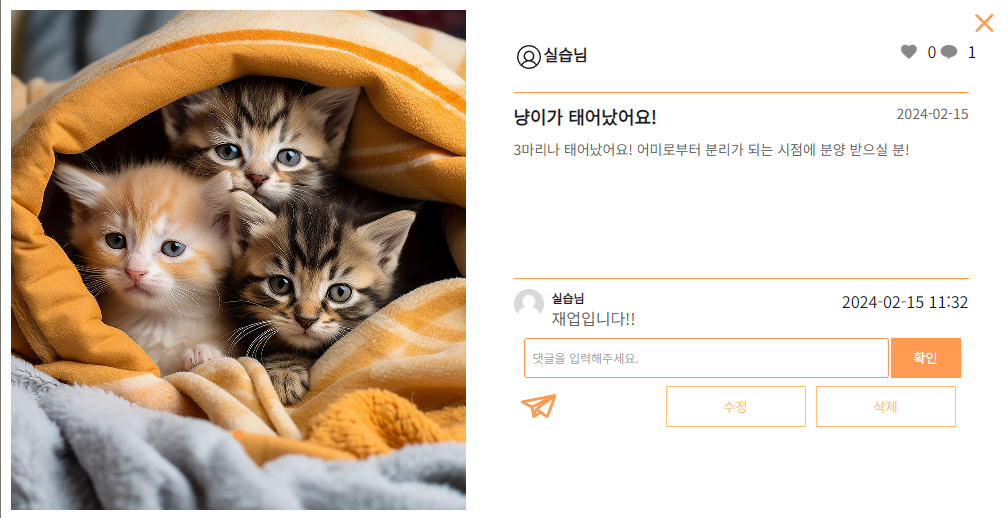 실습님
0 1
냥이가 태어났어요!
2024-02-15
3마리나 태어났어요! 어미로부터 분리가 되는 시점에 분양 받으실 분!
실습님
2024-02-15 11:32
재업입니다!!
댓글을 입력해주세요.
확인
수정
삭제